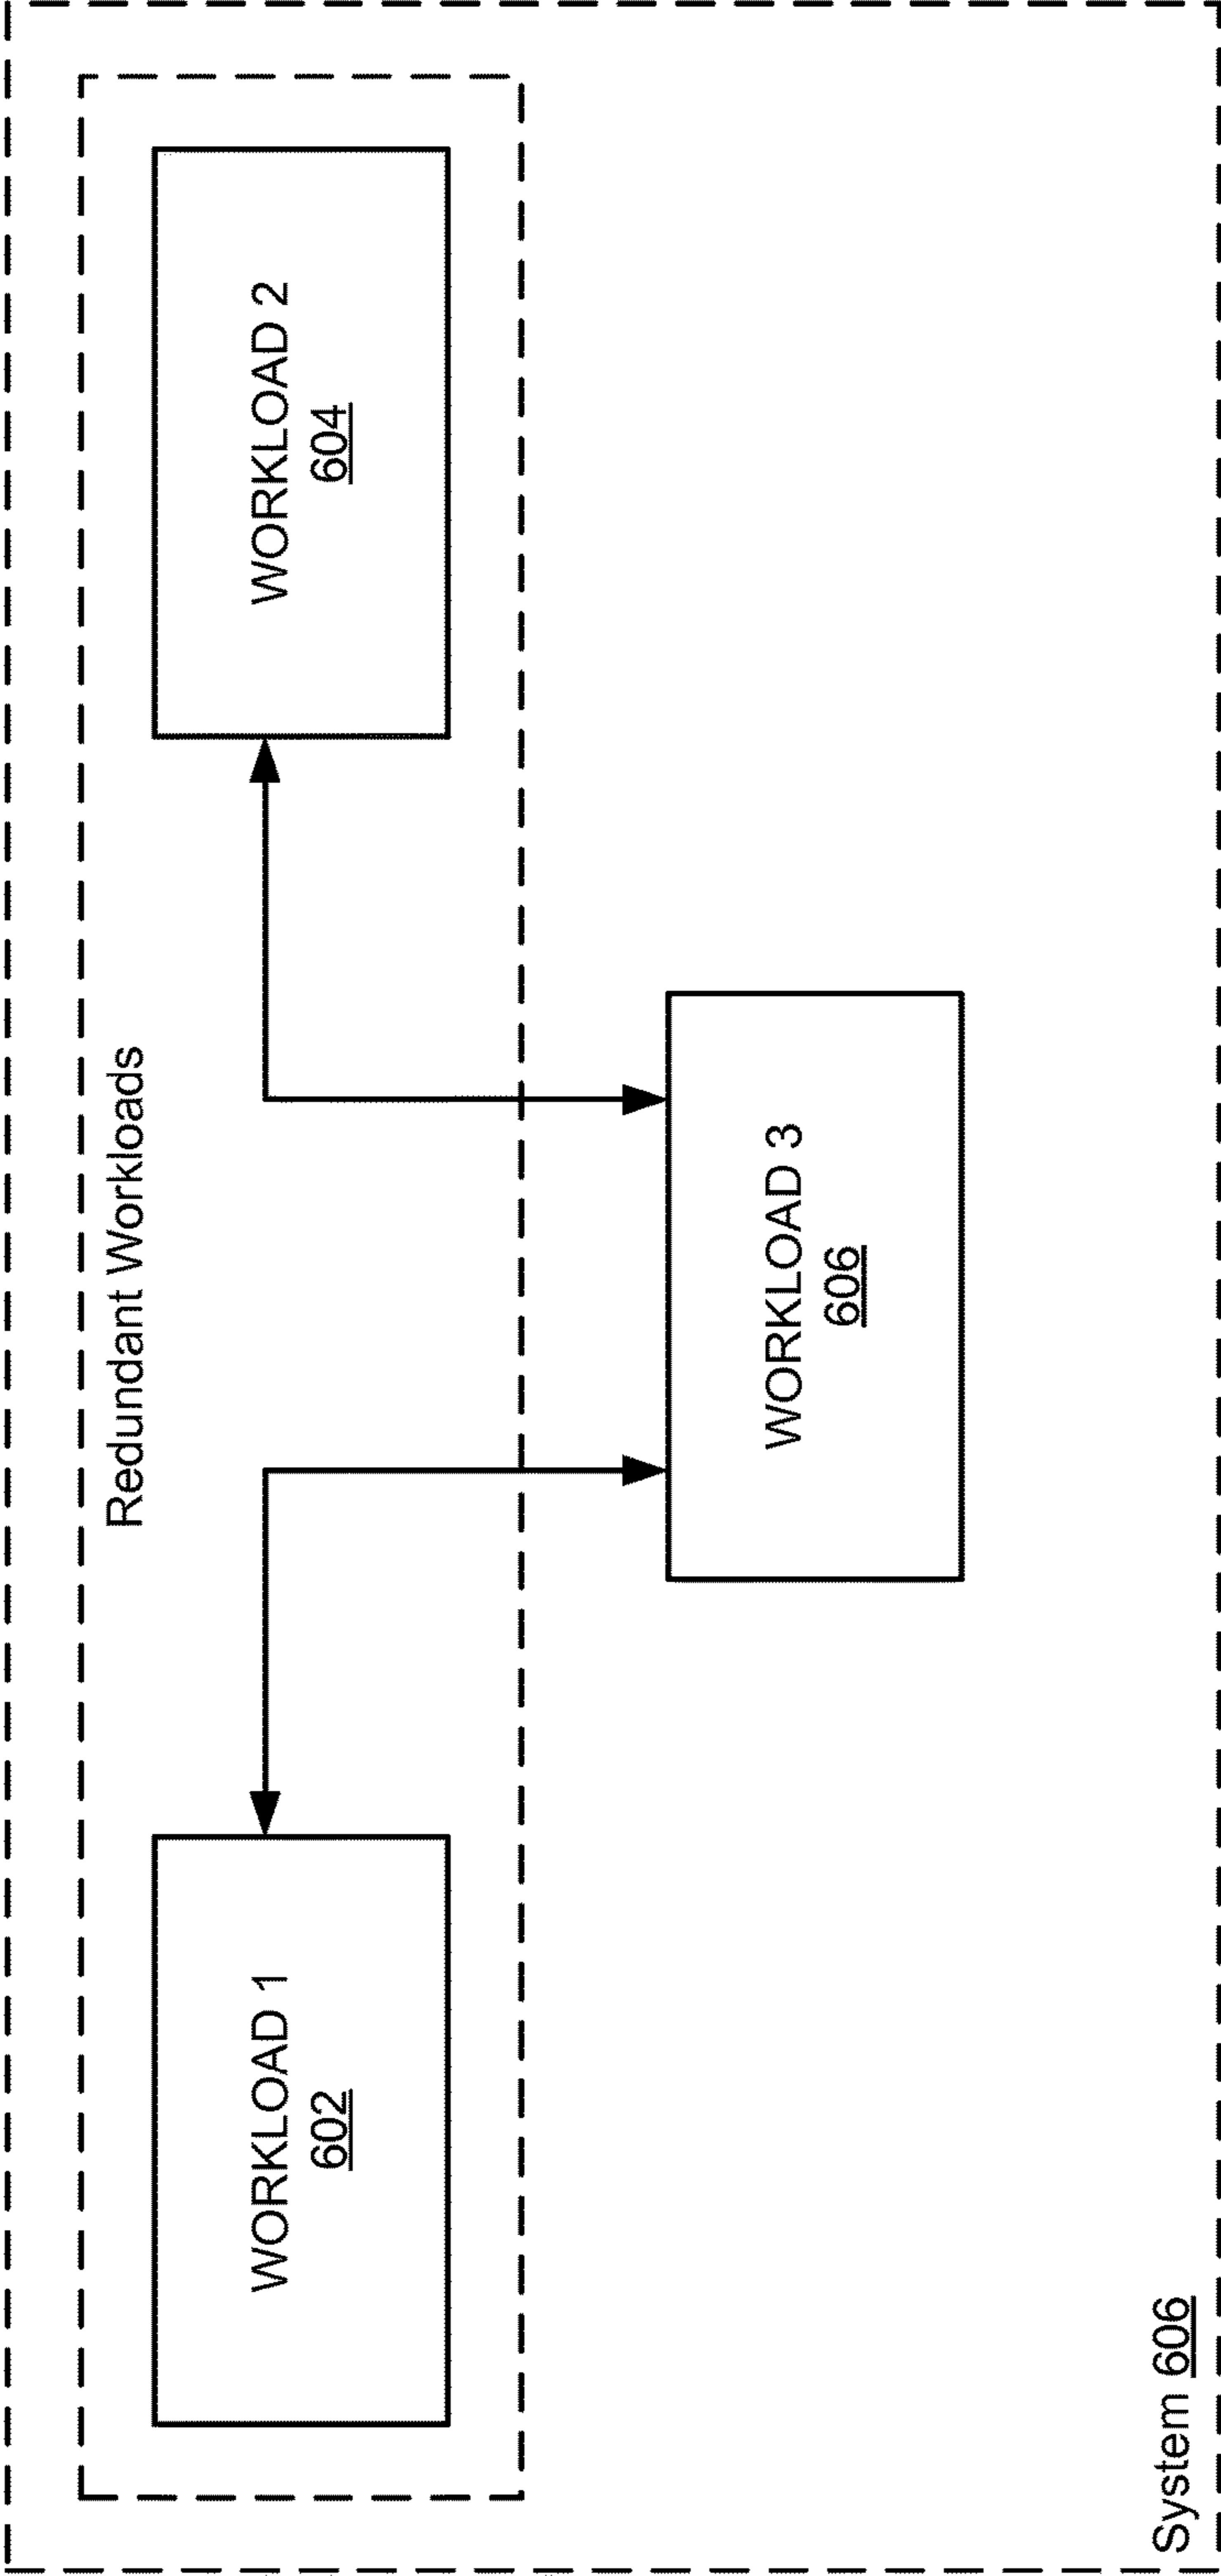 Redundant Workloads
WORKLOAD 1
602
WORKLOAD 2
604
WORKLOAD 3
606
System 606